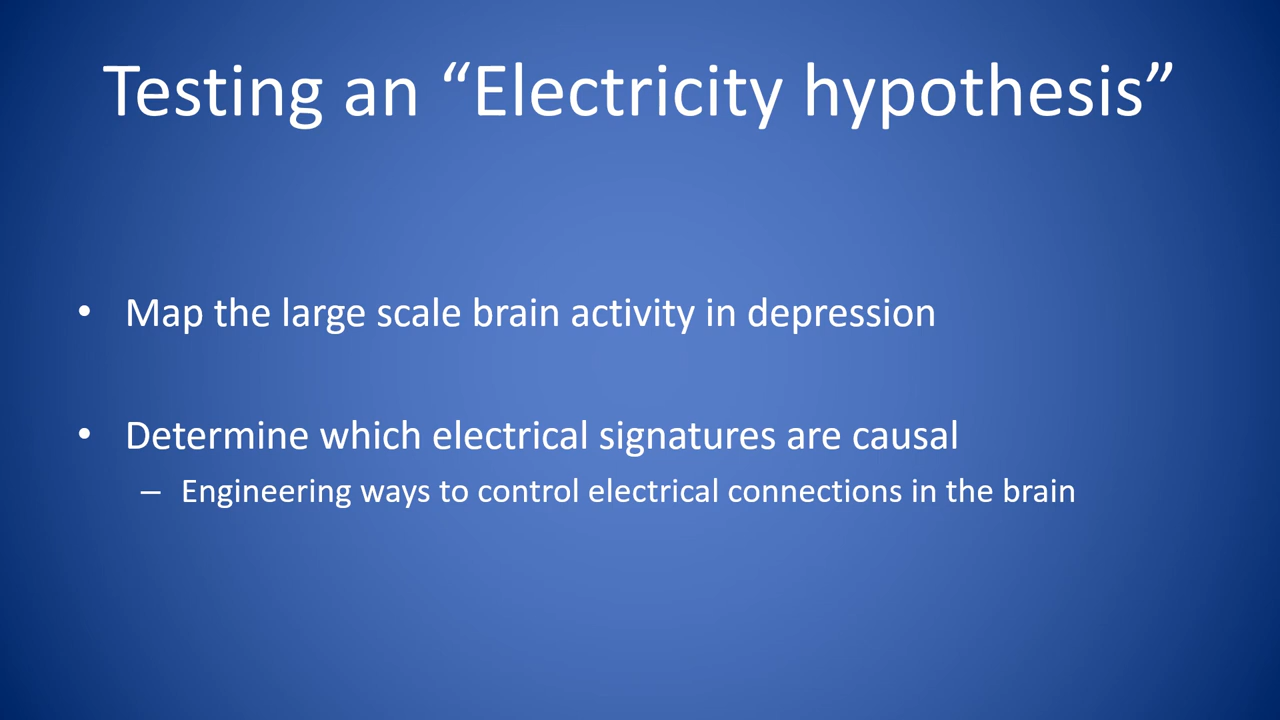 Testing an “Electricity hypothesis”
• Map the large scale brain activity in depression
• Determine which electrical signatures are causal
– Engineering ways to control electrical connections in the brain